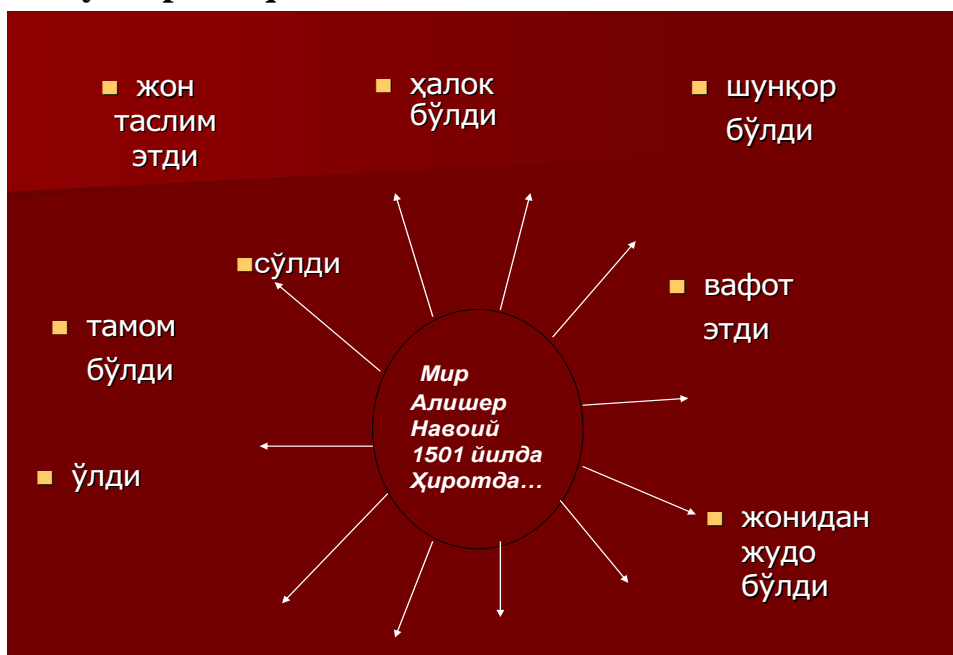 жон
таслим
этди
ҳалок
бўлди
шунқор
бўлди
сўлди
вафот
этди
тамом
бўлди
Мир
Алишер
Навоий
1501 йилда
Ҳиротда...
ўлди
жонидан
жудо
бўлди